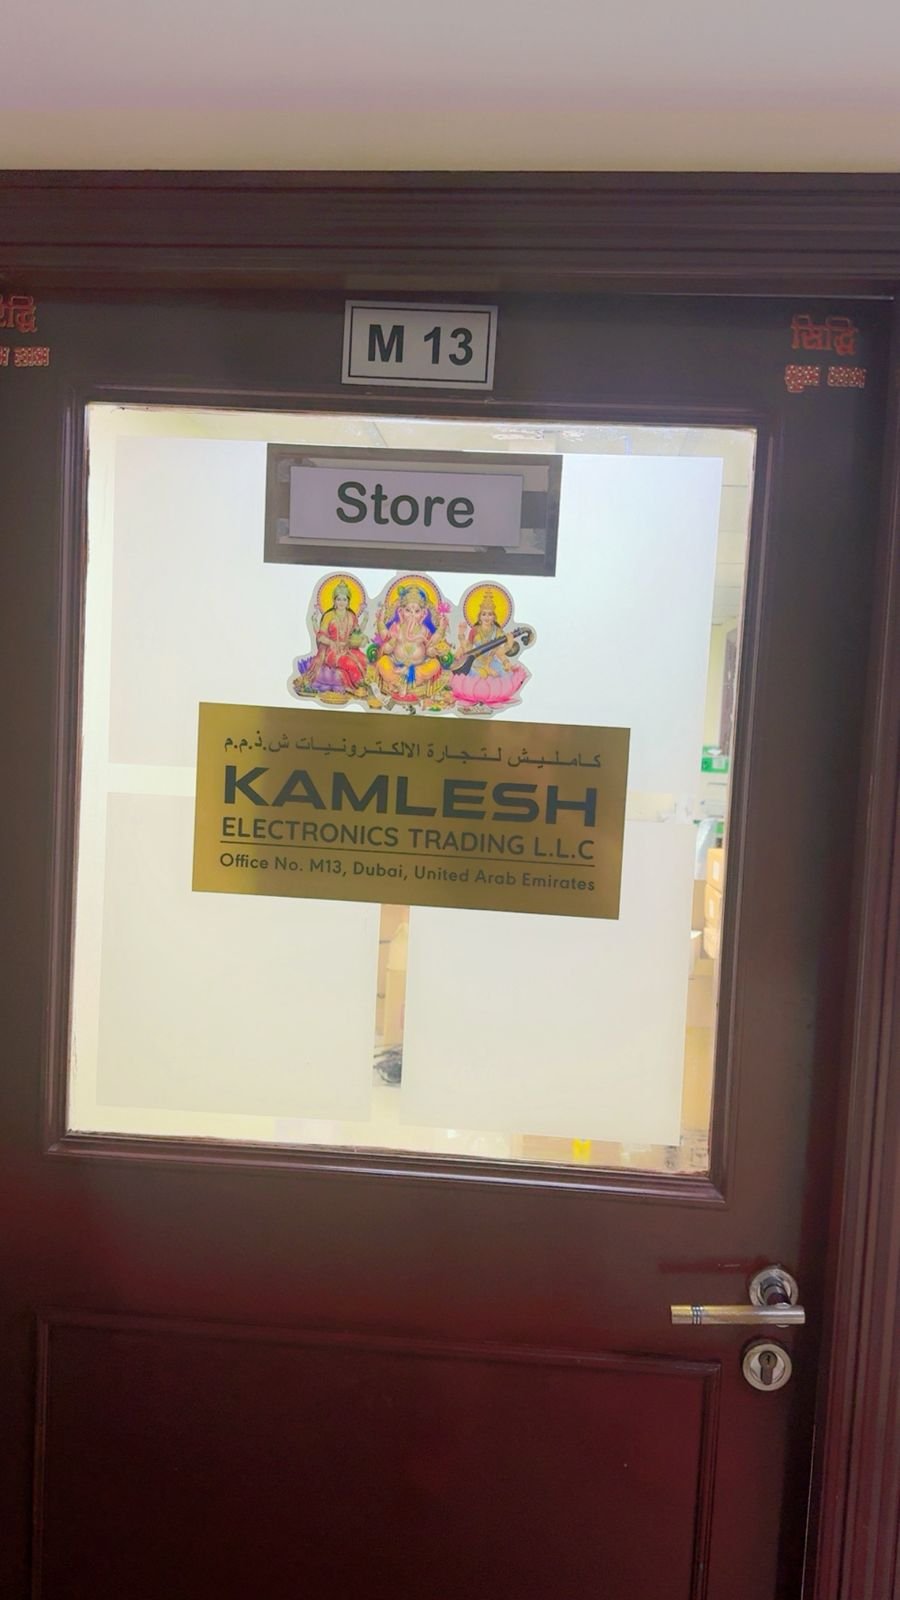 M 13
रिद्धि
सिद्धि
शुभ लाभ
Store
كامليش لتجارة الالكترونيات ش.ذ.م.م
KAMLESH
ELECTRONICS TRADING L.L.C
Office No. M13, Dubai, United Arab Emirates